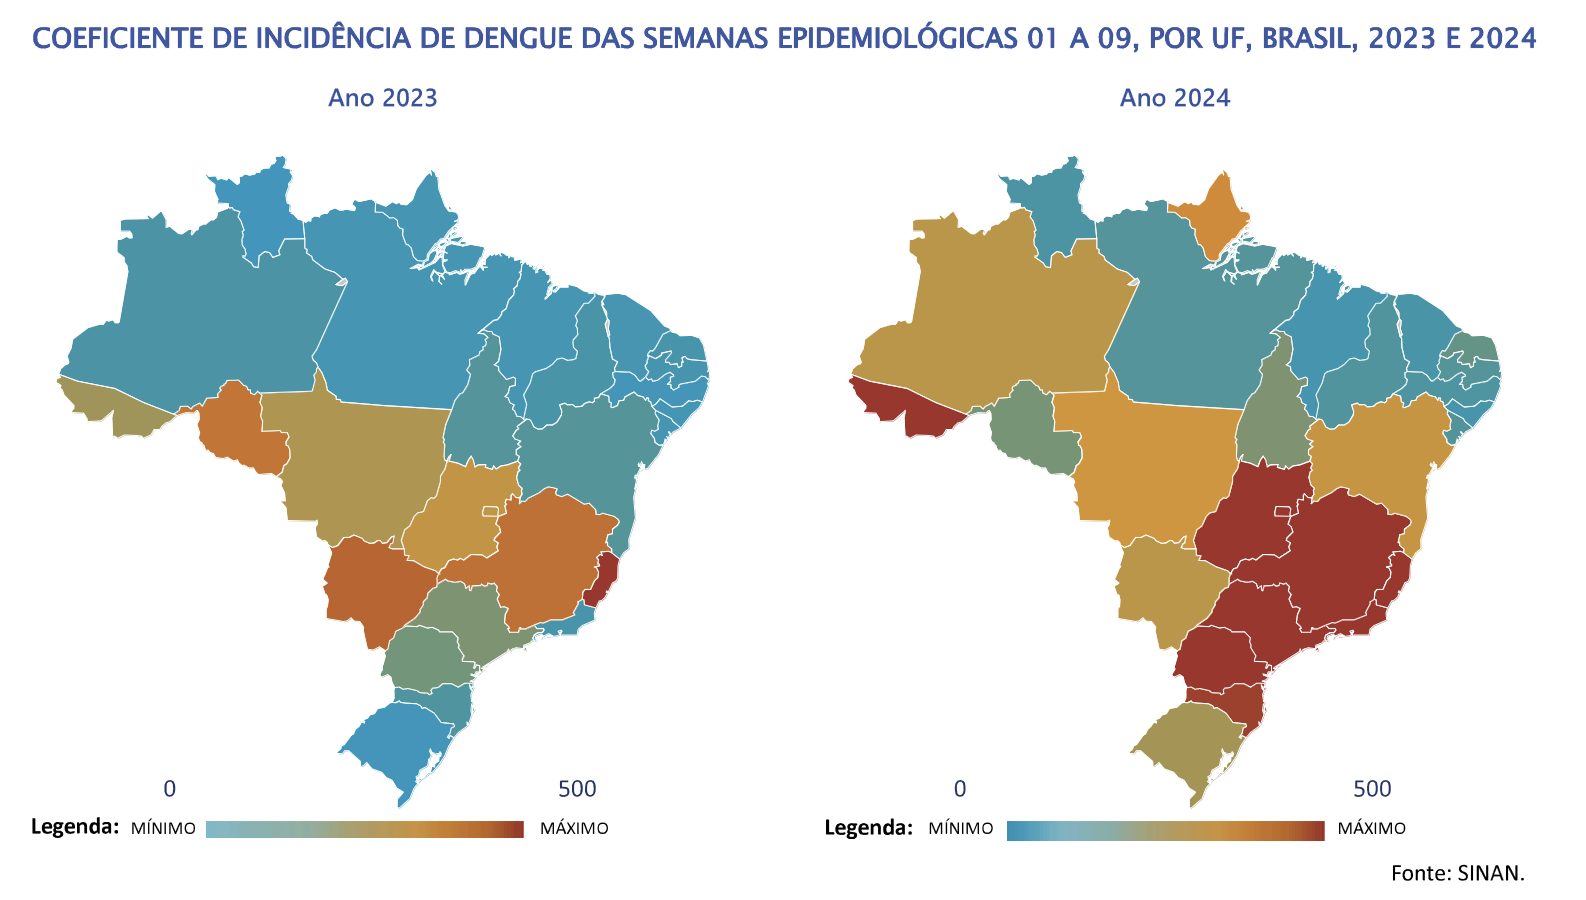 COEFICIENTE DE INCIDÊNCIA DE DENGUE DAS SEMANAS EPIDEMIOLÓGICAS 01 A 09, POR UF, BRASIL, 2023 E 2024
Ano 2023
Ano 2024
0
500
0
500
Legenda: MÍNIMO
MÁXIMO
Legenda: MÍNIMO
MÁXIMO
Fonte: SINAN.